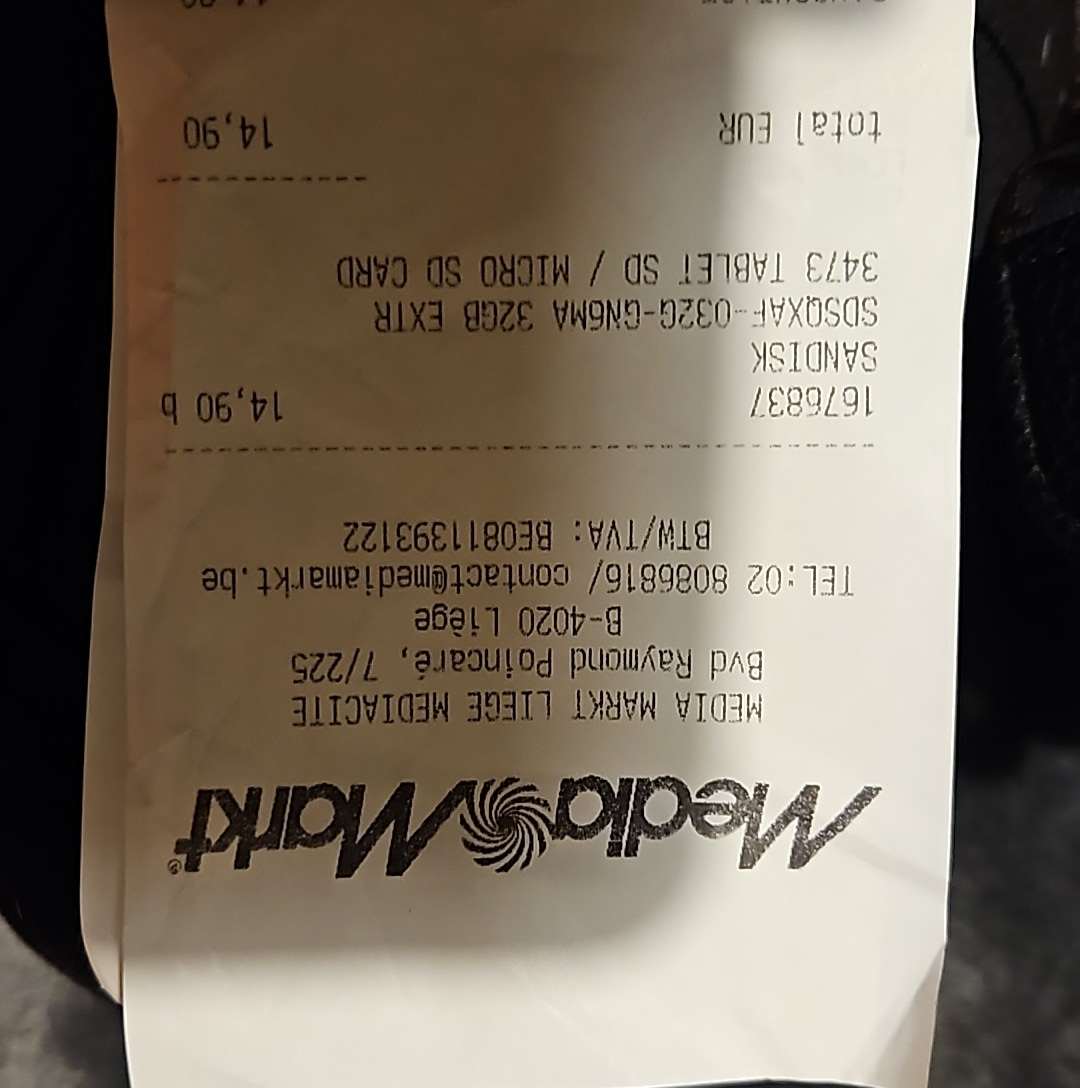 MediaMarkt®
MEDIA MARKT LIEGE MEDIACITE
Bvd Raymond Poincaré, 7/225
B-4020 Liège
TEL:02 8086816/ contact@mediamarkt.be
BTW/TVA: BE0811393122
1676837 14,90 b
SANDISK
SDSQXAF-032G-GN6MA 32GB EXTR
3473 TABLET SD / MICRO SD CARD
total EUR 14,90